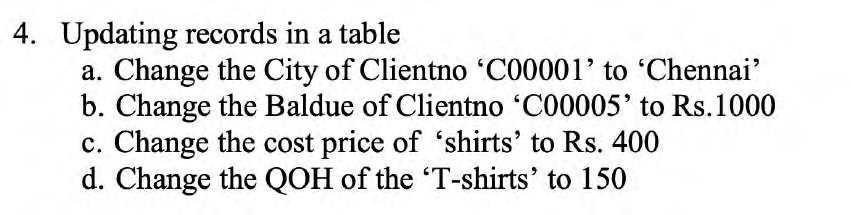 4. Updating records in a table
a. Change the City of Clientno ‘C00001’ to ‘Chennai’
b. Change the Baldue of Clientno ‘C00005’ to Rs.1000
c. Change the cost price of ‘shirts’ to Rs. 400
d. Change the QOH of the ‘T-shirts’ to 150